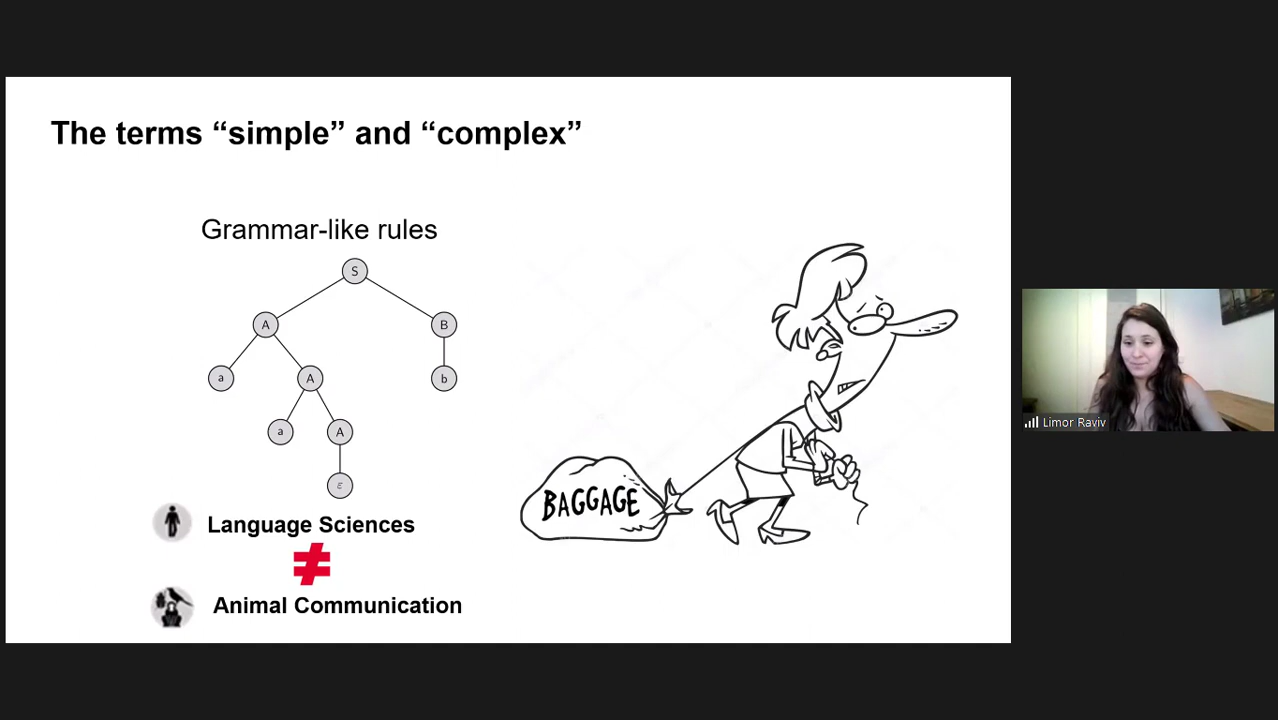 The terms “simple” and “complex”
Grammar-like rules
S
A
B
a
A
b
a
A
ε
BAGGAGE
Language Sciences
≠
Animal Communication
Limor Raviv